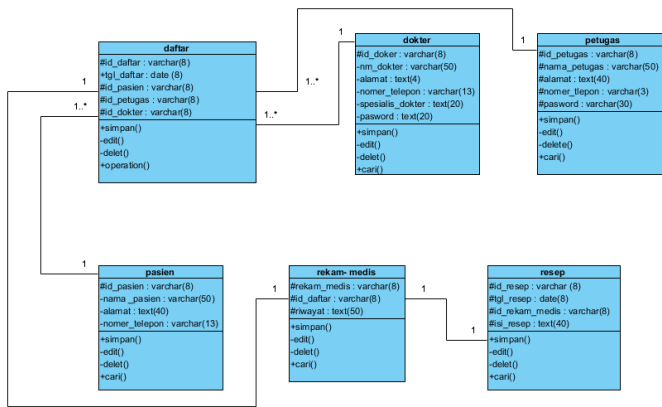 daftar
#id_daftar : varchar(8)
+tgl_daftar : date (8)
#id_pasien : varchar(8)
#id_petugas : varchar(8)
#id_dokter : varchar(8)
+simpan()
-edit()
-delet()
+operation()
1
1..*
1..*
1..*
1
1
dokter
#id_doker : varchar(8)
-nm_dokter : varchar(50)
-alamat : text(4)
-nomer_telepon : varchar(13)
-spesialis_dokter : text(20)
-pasword : text(20)
+simpan()
-edit()
-delet()
+cari()
petugas
#id_petugas : varchar(8)
#nama_petugas : varchar(50)
#alamat : text(40)
#nomer_tlepon : varchar(3)
#pasword : varchar(30)
+simpan()
-edit()
-delete()
+cari()
1
pasien
#id_pasien : varchar(8)
-nama _pasien : varchar(50)
-alamat : text(40)
-nomer_telepon : varchar(13)
+simpan()
-edit()
-delet()
+cari()
1
rekam- medis
#rekam_medis : varchar(8)
#id_daftar : varchar(8)
#riwayat : text(50)
+simpan()
-edit()
-delet()
+cari()
1
1
resep
#id_resep : varchar (8)
#tgl_resep : date(8)
#id_rekam_medis : varchar(8)
#isi_resep : text(40)
+simpan()
-edit()
-delet()
+cari()